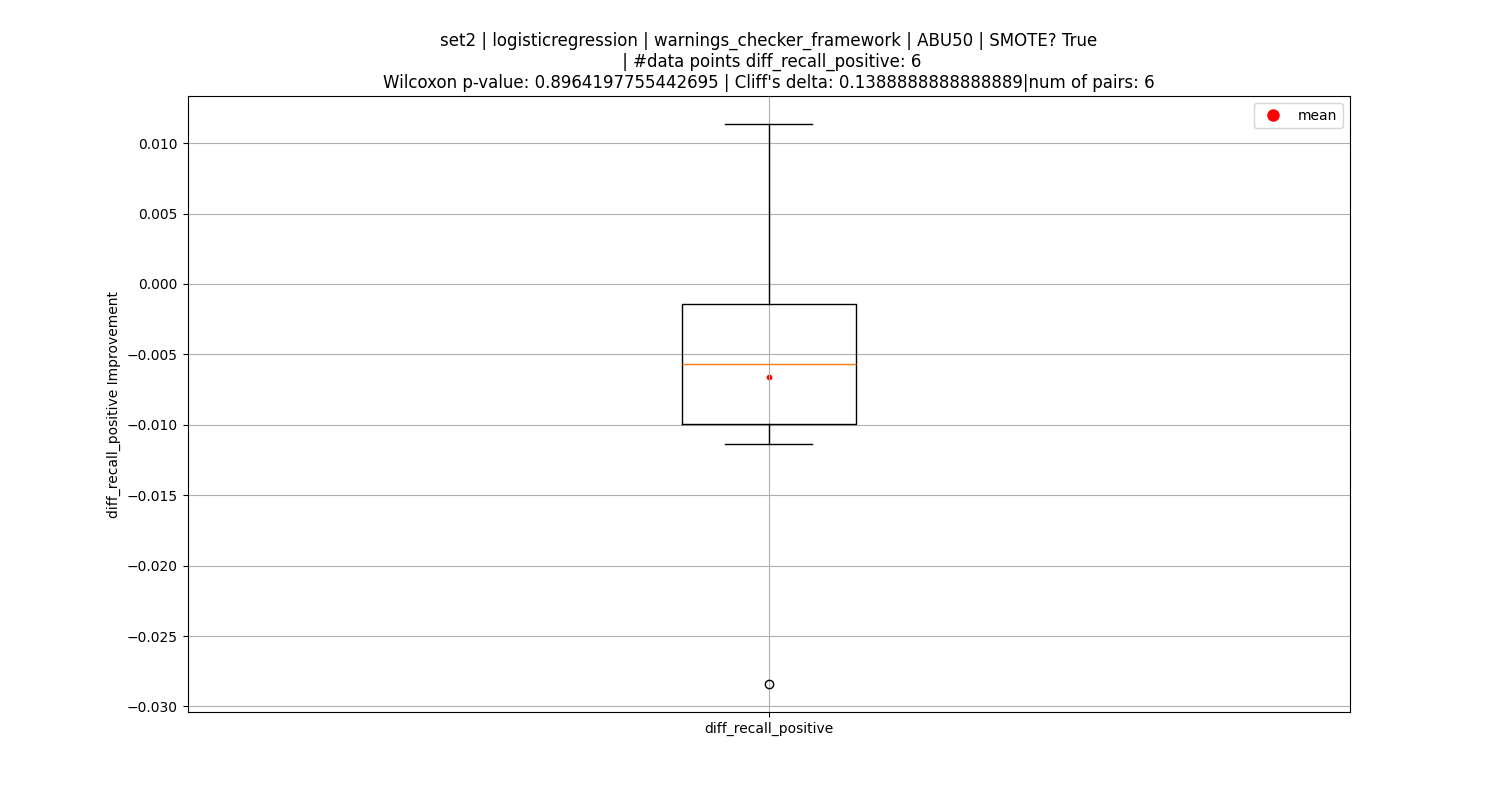 set2 | logisticregression | warnings_checker_framework | ABU50 | SMOTE? True
| #data points diff_recall_positive: 6
Wilcoxon p-value: 0.8964197755442695 | Cliff's delta: 0.1388888888888889|num of pairs: 6
mean
0.010
0.005
0.000
−0.005
−0.010
−0.015
−0.020
−0.025
−0.030
diff_recall_positive Improvement
diff_recall_positive